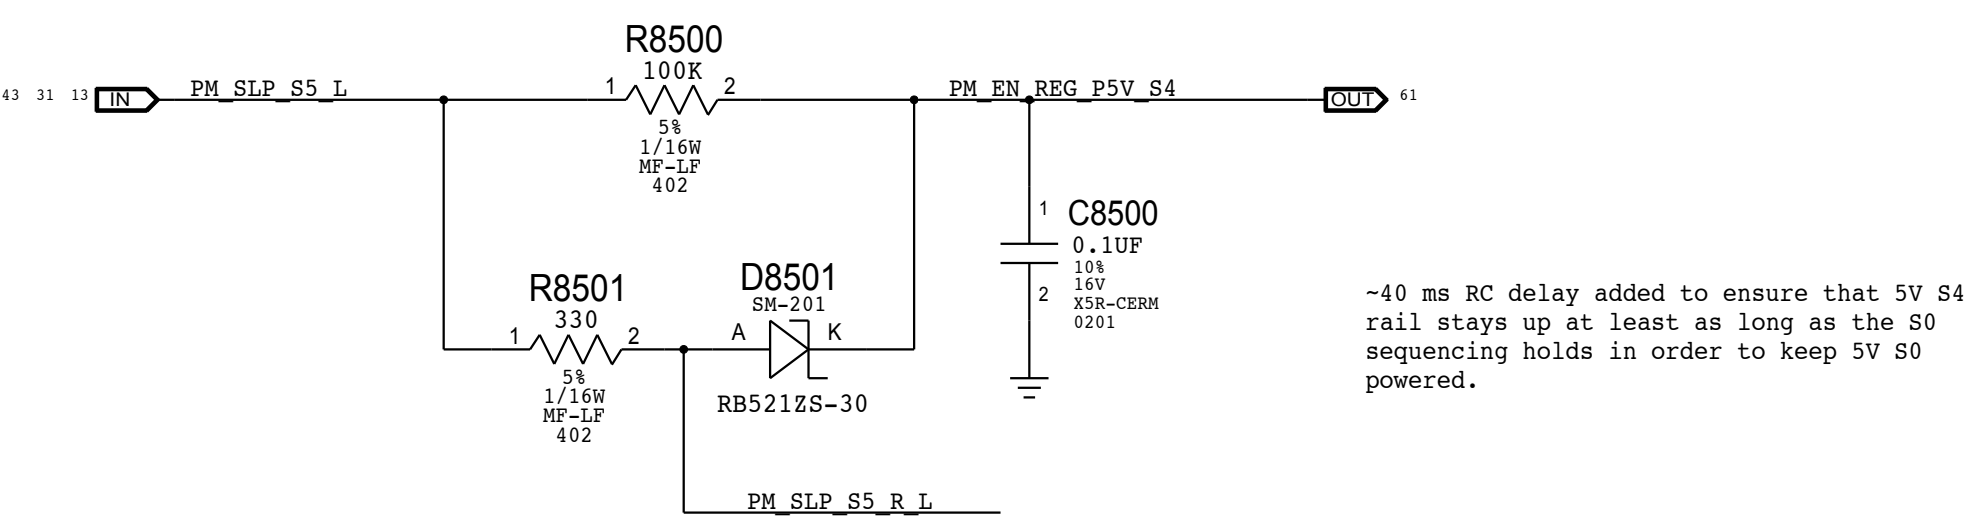 R8500
100K
43 31 13 IN PM_SLP_S5_L 1 2 PM_EN_REG_P5V_S4 OUT 61
5%
1/16W
MF-LF
402
1 C8500
0.1UF
10%
16V
2 X5R-CERM
0201
R8501
330
1 2
5%
1/16W
MF-LF
402
D8501
SM-201
A K
RB521ZS-30
~40 ms RC delay added to ensure that 5V S4
rail stays up at least as long as the S0
sequencing holds in order to keep 5V S0
powered.
PM_SLP_S5_R_L